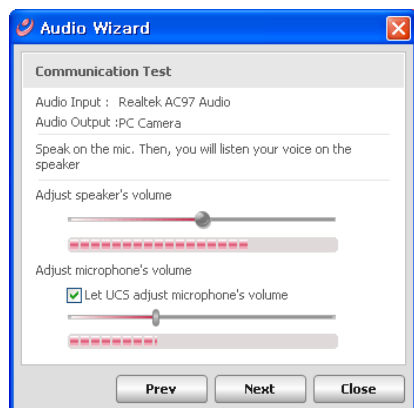 Audio Wizard
Communication Test
Audio Input : Realtek AC97 Audio
Audio Output :PC Camera
Speak on the mic. Then, you will listen your voice on the
speaker
Adjust speaker's volume
Adjust microphone's volume
Let UCS adjust microphone's volume
Prev Next Close